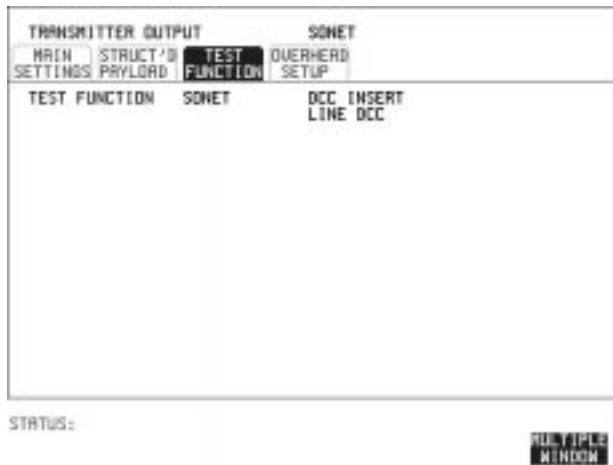 TRANSMITTER OUTPUT SONET
MAIN SETTINGS STRUCT'D PAYLOAD TEST FUNCTION OVERHEAD SETUP
TEST FUNCTION SONET DCC INSERT
LINE DCC
STATUS:
MULTIPLE
WINDOW